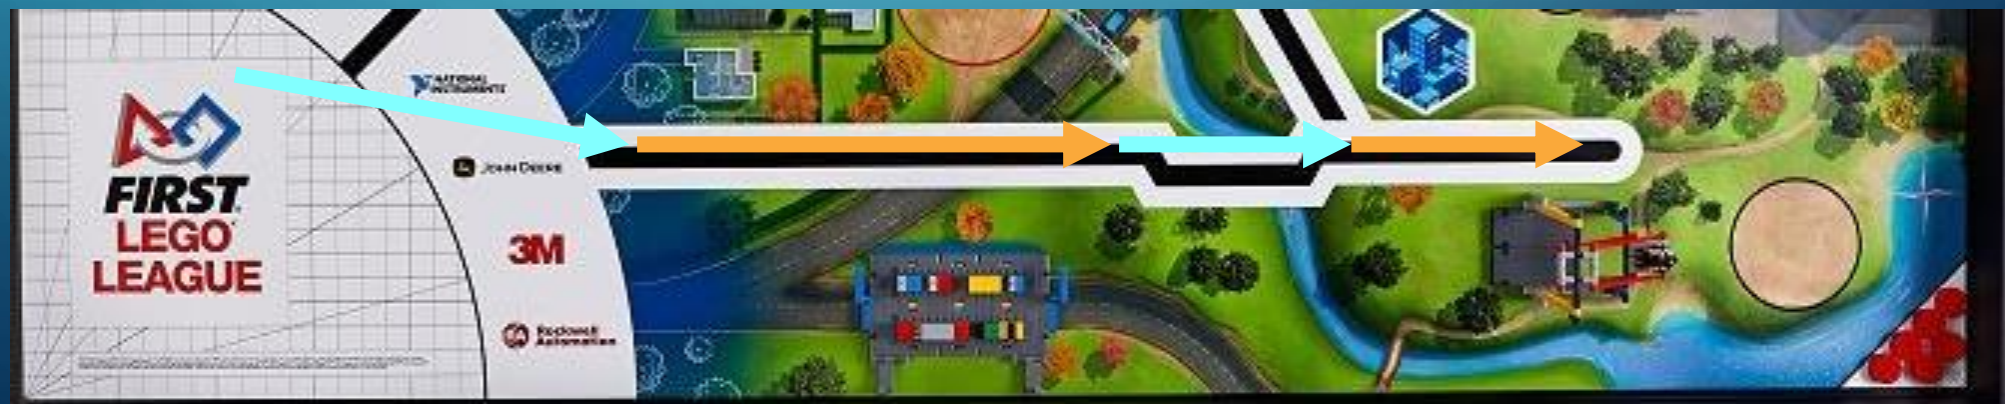 NATIONAL
INSTRUMENTS
JOHN DEERE
FIRST
LEGO
LEAGUE
3M
Rockwell
Automation